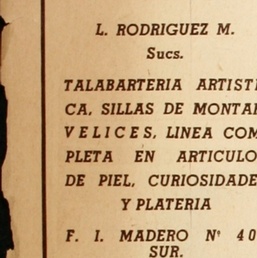 L. RODRIGUEZ M.
Sucs.
TALABARTERIA ARTISTI
CA, SILLAS DE MONTAR
VELICES, LINEA COM
PLETA EN ARTICULO
DE PIEL, CURIOSIDADE
Y PLATERIA
F. I. MADERO Nº 40
SUR.